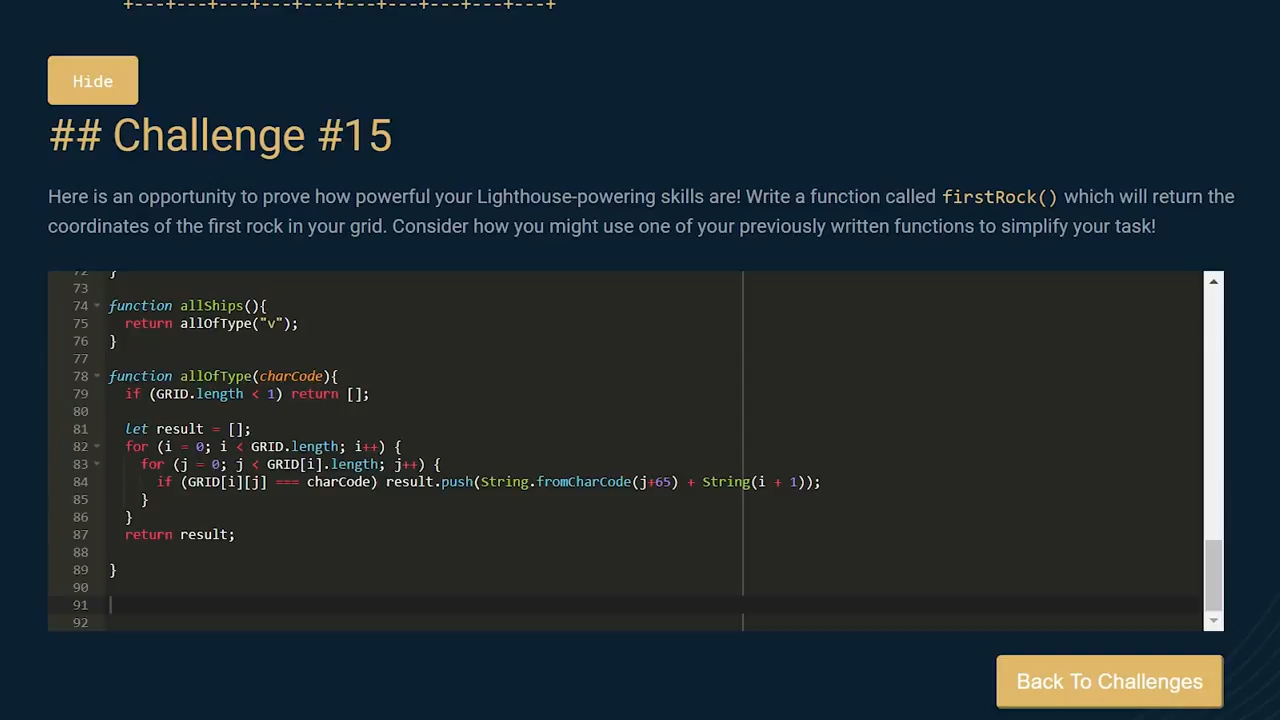 +---+---+---+---+---+---+---+---+---+---+
Hide
## Challenge #15
Here is an opportunity to prove how powerful your Lighthouse-powering skills are! Write a function called firstRock() which will return the
coordinates of the first rock in your grid. Consider how you might use one of your previously written functions to simplify your task!
72 }
73
74 function allShips(){
75   return allOfType("v");
76 }
77
78 function allOfType(charCode){
79   if (GRID.length < 1) return [];
80
81   let result = [];
82   for (i = 0; i < GRID.length; i++) {
83     for (j = 0; j < GRID[i].length; j++) {
84       if (GRID[i][j] === charCode) result.push(String.fromCharCode(j+65) + String(i + 1));
85     }
86   }
87   return result;
88
89 }
90
91
92
Back To Challenges